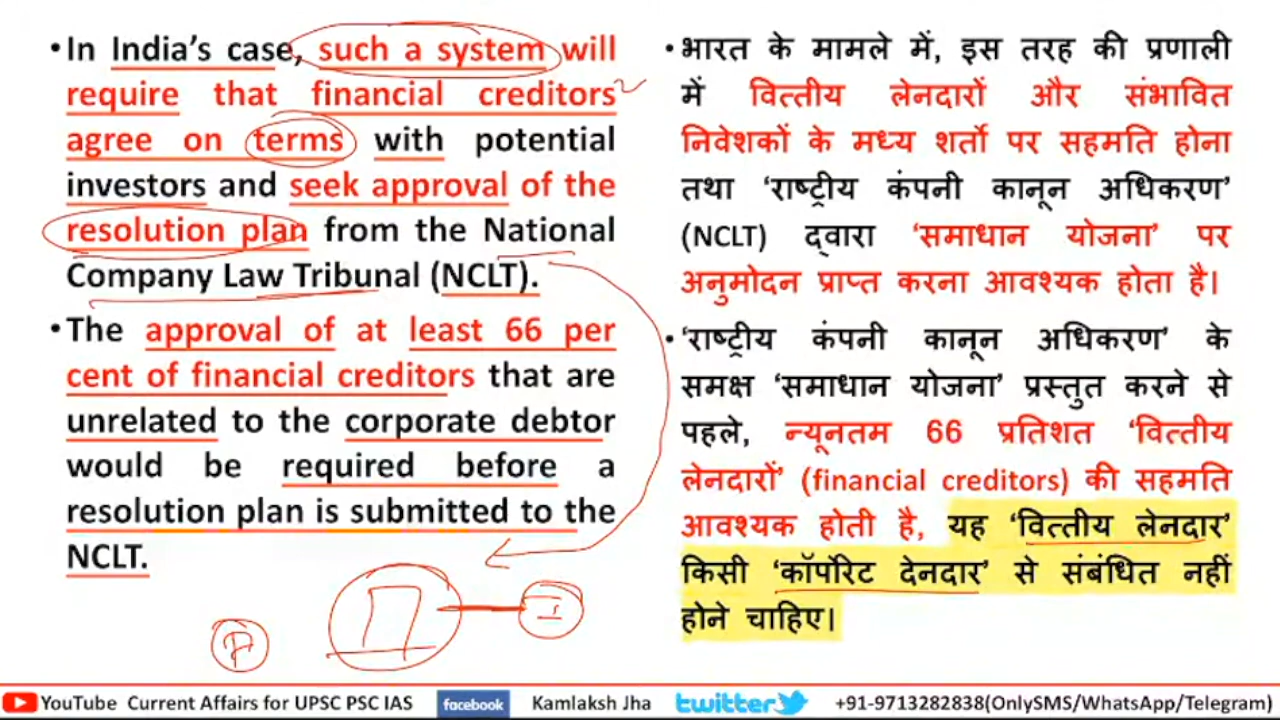 •In India's case, such a system will
require that financial creditors
agree on terms with potential
investors and seek approval of the
resolution plan from the National
Company Law Tribunal (NCLT).
•The approval of at least 66 per
cent of financial creditors that are
unrelated to the corporate debtor
would be required before a
resolution plan is submitted to the
NCLT.
P
I
•भारत के मामले में, इस तरह की प्रणाली
में वित्तीय लेनदारों और संभावित
निवेशकों के मध्य शर्तो पर सहमति होना
तथा ‘राष्ट्रीय कंपनी कानून अधिकरण’
(NCLT) द्वारा ‘समाधान योजना’ पर
अनुमोदन प्राप्त करना आवश्यक होता है।
•‘राष्ट्रीय कंपनी कानून अधिकरण’ के
समक्ष ‘समाधान योजना’ प्रस्तुत करने से
पहले, न्यूनतम 66 प्रतिशत ‘वित्तीय
लेनदारों’ (financial creditors) की सहमति
आवश्यक होती है, यह ‘वित्तीय लेनदार’
किसी ‘कॉर्पोरेट देनदार’ से संबंधित नहीं
होने चाहिए।
YouTube Current Affairs for UPSC PSC IAS facebook Kamlaksh Jha twitter +91-9713282838(OnlySMS/WhatsApp/Telegram)